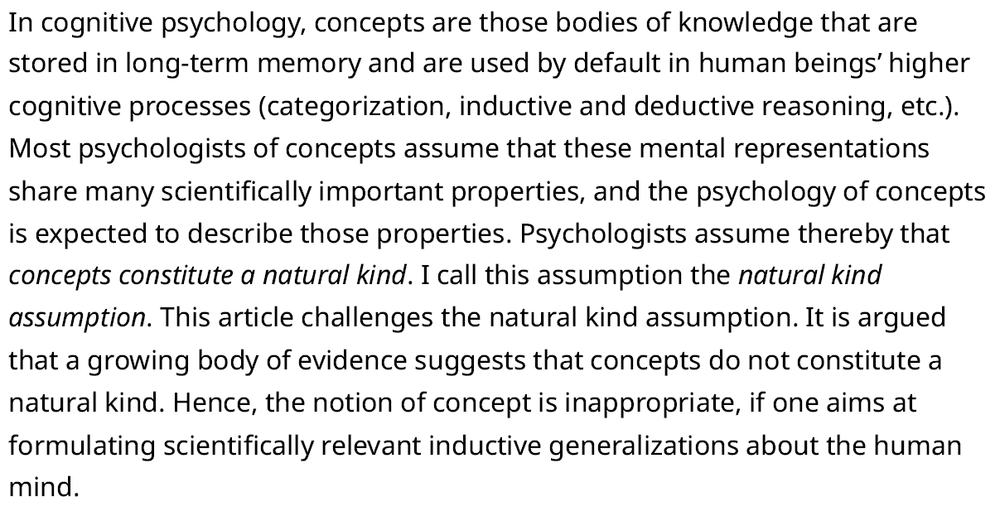 In cognitive psychology, concepts are those bodies of knowledge that are
stored in long-term memory and are used by default in human beings’ higher
cognitive processes (categorization, inductive and deductive reasoning, etc.).
Most psychologists of concepts assume that these mental representations
share many scientifically important properties, and the psychology of concepts
is expected to describe those properties. Psychologists assume thereby that
concepts constitute a natural kind. I call this assumption the natural kind
assumption. This article challenges the natural kind assumption. It is argued
that a growing body of evidence suggests that concepts do not constitute a
natural kind. Hence, the notion of concept is inappropriate, if one aims at
formulating scientifically relevant inductive generalizations about the human
mind.